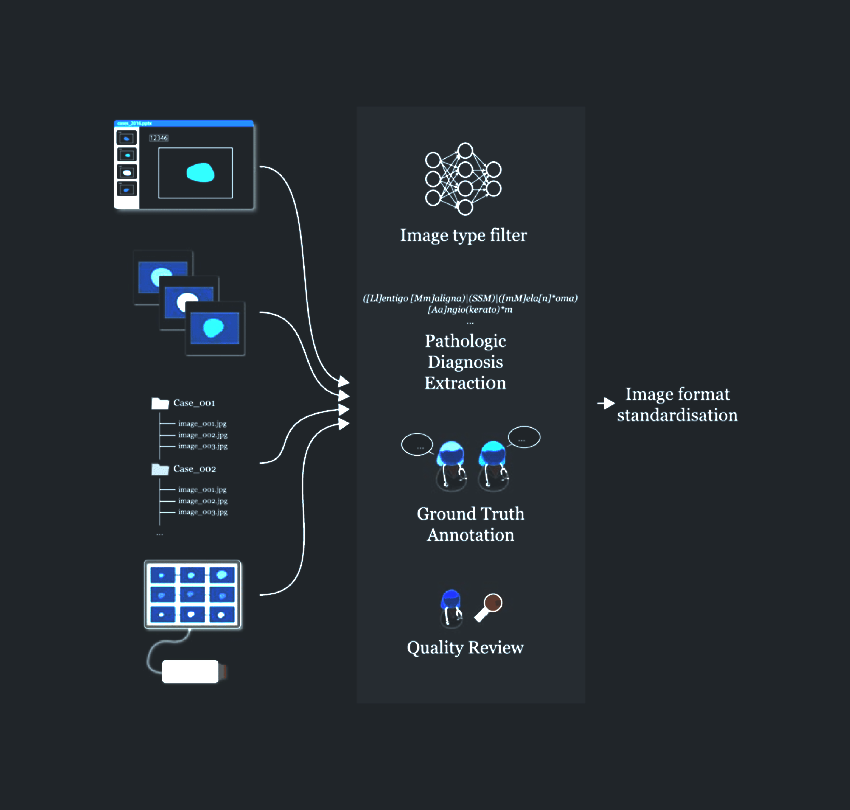 12346
Image type filter
([Ll]entigo [Mm]aligna)|(SSM)|([mM]ela[n]*oma)
[Aa]ngio(kerato)*m
...
Pathologic
Diagnosis
Extraction
Case_001
image_001.jpg
image_002.jpg
image_003.jpg
Case_002
image_001.jpg
image_002.jpg
image_003.jpg
...
Image format
standardisation
...
...
Ground Truth
Annotation
Quality Review